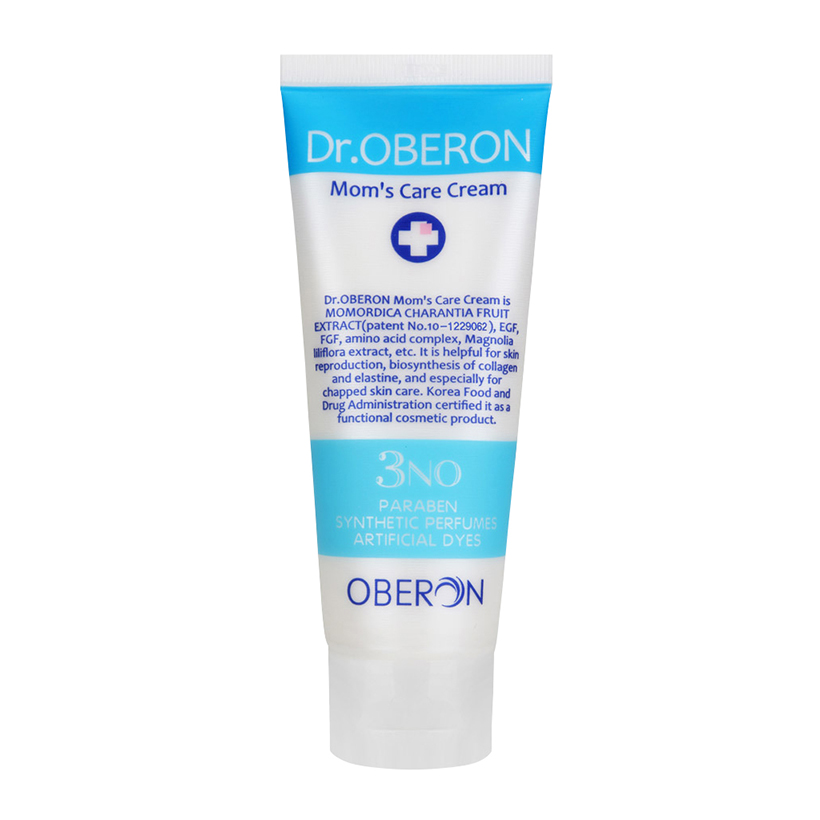 Dr.OBERON
Mom's Care Cream
Dr.OBERON Mom's Care Cream is
MOMORDICA CHARANTIA FRUIT
EXTRACT(patent No.10-1229062), EGF,
FGF, amino acid complex, Magnolia
liliflora extract, etc. It is helpful for skin
reproduction, biosynthesis of collagen
and elastine, and especially for
chapped skin care. Korea Food and
Drug Administration certified it as a
functional cosmetic product.
3NO
PARABEN
SYNTHETIC PERFUMES
ARTIFICIAL DYES
OBERON